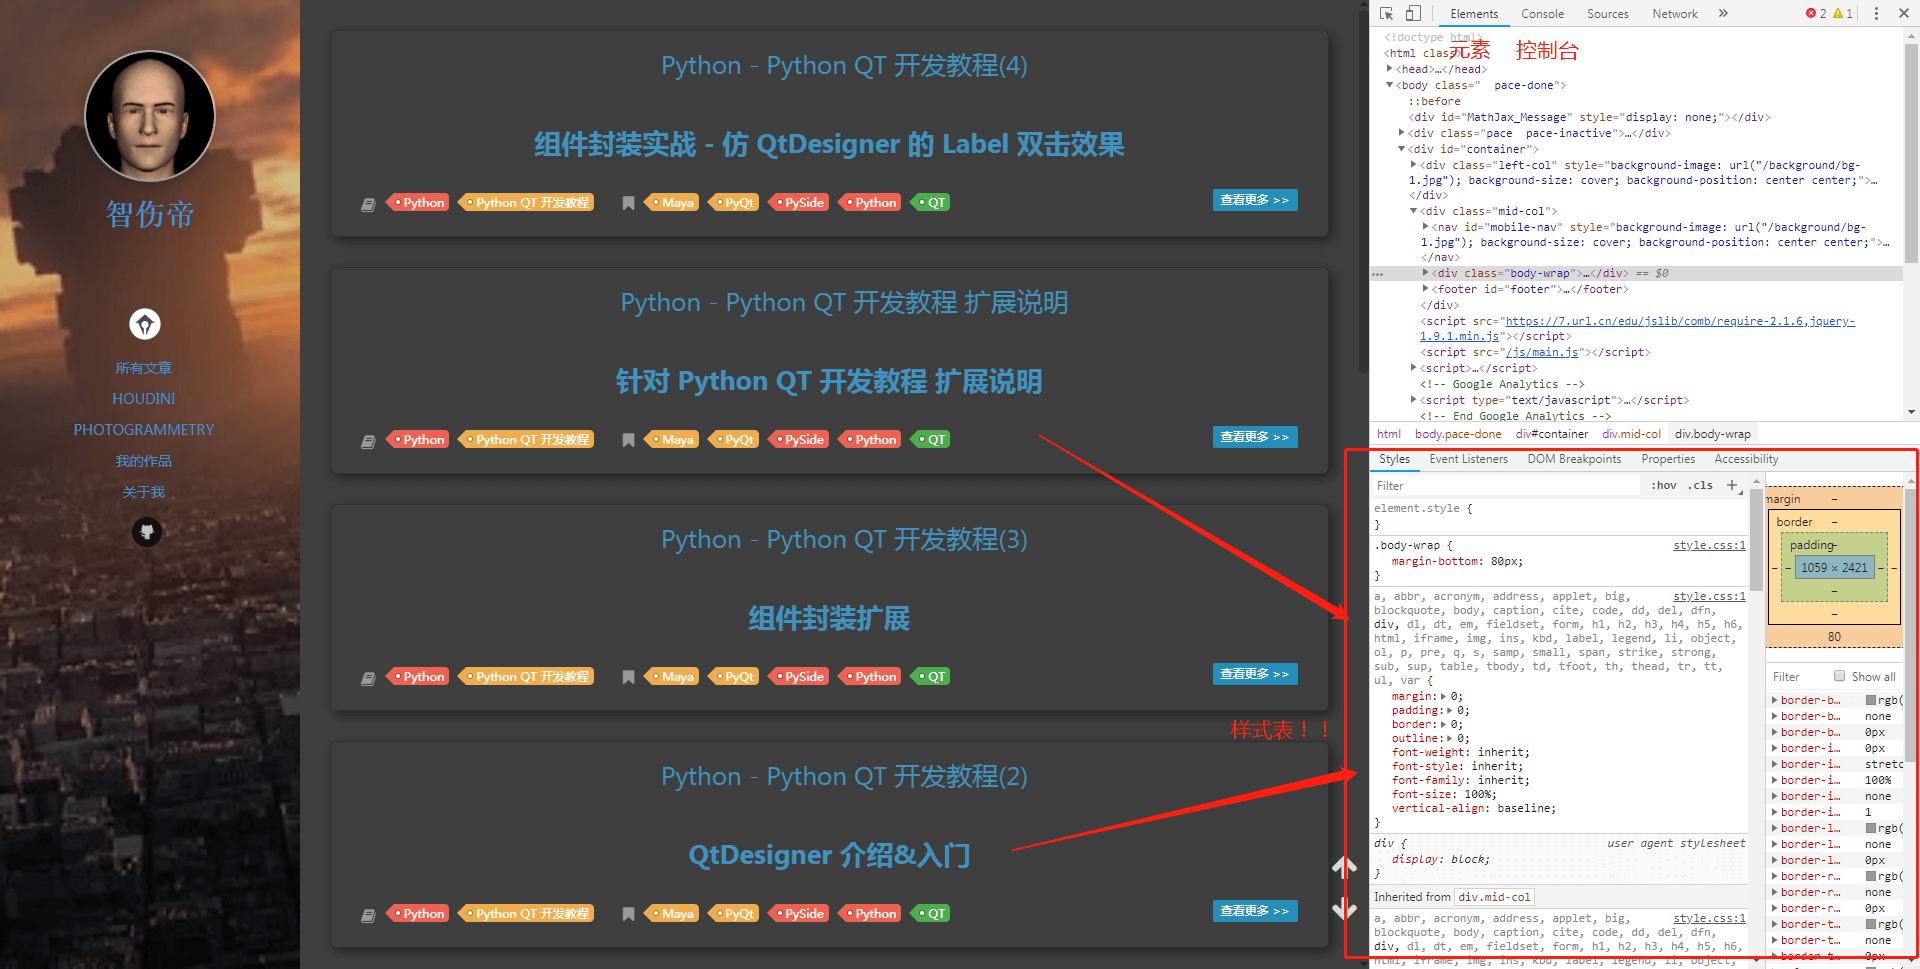 智伤帝
所有文章
HOUDINI
PHOTOGRAMMETRY
我的作品
关于我
Python - Python QT 开发教程(4)
组件封装实战 - 仿 QtDesigner 的 Label 双击效果
Python Python QT 开发教程 Maya PyQt PySide Python QT 查看更多 >>
Python - Python QT 开发教程 扩展说明
针对 Python QT 开发教程 扩展说明
Python Python QT 开发教程 Maya PyQt PySide Python QT 查看更多 >>
Python - Python QT 开发教程(3)
组件封装扩展
Python Python QT 开发教程 Maya PyQt PySide Python QT 查看更多 >>
样式表！！
Python - Python QT 开发教程(2)
QtDesigner 介绍&入门
Python Python QT 开发教程 Maya PyQt PySide Python QT 查看更多 >>
Elements Console Sources Network » 2 1
元素 控制台
<!doctype html>
<html class>
<head>…</head>
<body class="  pace-done">
::before
<div id="MathJax_Message" style="display: none;"></div>
<div class="pace  pace-inactive">…</div>
<div id="container">
<div class="left-col" style="background-image: url("/background/bg-
1.jpg"); background-size: cover; background-position: center center;">…
</div>
<div class="mid-col">
<nav id="mobile-nav" style="background-image: url("/background/bg-
1.jpg"); background-size: cover; background-position: center center;">…
</nav>
<div class="body-wrap">…</div> == $0
<footer id="footer">…</footer>
</div>
<script src="https://7.url.cn/edu/jslib/comb/require-2.1.6,jquery-
1.9.1.min.js"></script>
<script src="/js/main.js"></script>
<script>…</script>
<!-- Google Analytics -->
<script type="text/javascript">…</script>
<!-- End Google Analytics -->
html body.pace-done div#container div.mid-col div.body-wrap
Styles Event Listeners DOM Breakpoints Properties Accessibility
Filter :hov .cls +
element.style {
}
.body-wrap { style.css:1
margin-bottom: 80px;
}
a, abbr, acronym, address, applet, big, style.css:1
blockquote, body, caption, cite, code, dd, del, dfn,
div, dl, dt, em, fieldset, form, h1, h2, h3, h4, h5, h6,
html, iframe, img, ins, kbd, label, legend, li, object,
ol, p, pre, q, s, samp, small, span, strike, strong,
sub, sup, table, tbody, td, tfoot, th, thead, tr, tt,
ul, var {
margin: 0;
padding: 0;
border: 0;
outline: 0;
font-weight: inherit;
font-style: inherit;
font-family: inherit;
font-size: 100%;
vertical-align: baseline;
}
div { user agent stylesheet
display: block;
}
Inherited from div.mid-col
a, abbr, acronym, address, applet, big, style.css:1
blockquote, body, caption, cite, code, dd, del, dfn,
div, dl, dt, em, fieldset, form, h1, h2, h3, h4, h5, h6,
html, iframe, img, ins, kbd, label, legend, li, object,
margin –
border –
padding –
– – 1059 × 2421 – –
–
–
80
Filter Show all
border-b… rgb(
border-b… none
border-b… 0px
border-i… 0px
border-i… stretc
border-i… 100%
border-i… none
border-i… 1
border-l… rgb(
border-l… none
border-l… 0px
border-r… rgb(
border-r… none
border-r… 0px
border-t… rgb(
border-t… none
border-t… 0px